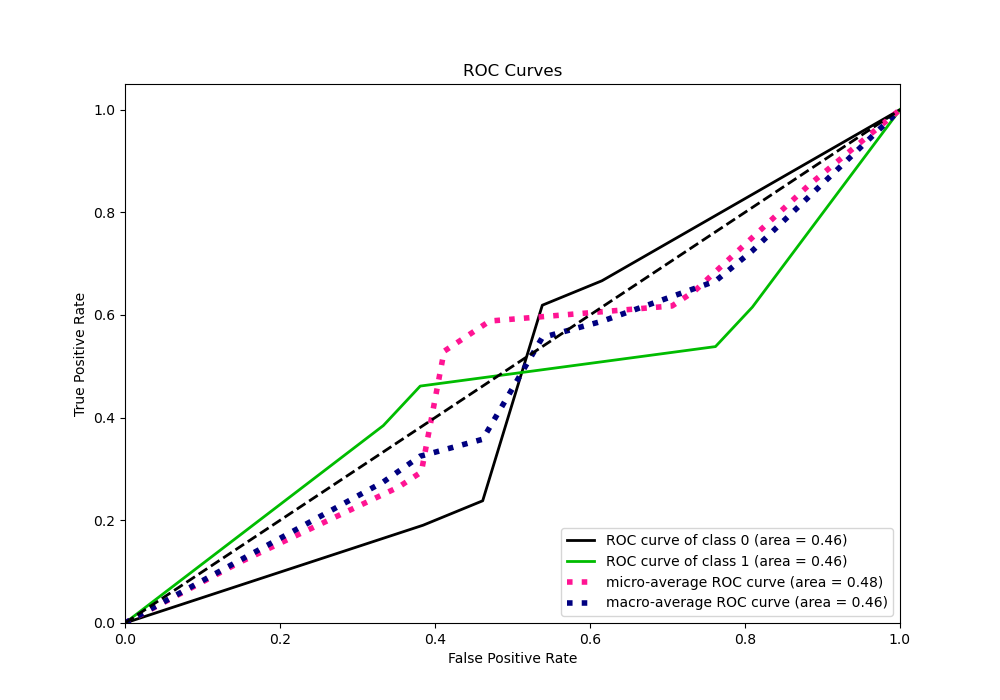 ROC Curves
True Positive Rate
1.0
0.8
0.6
0.4
0.2
0.0
0.0 0.2 0.4 0.6 0.8 1.0
False Positive Rate
ROC curve of class 0 (area = 0.46)
ROC curve of class 1 (area = 0.46)
micro-average ROC curve (area = 0.48)
macro-average ROC curve (area = 0.46)